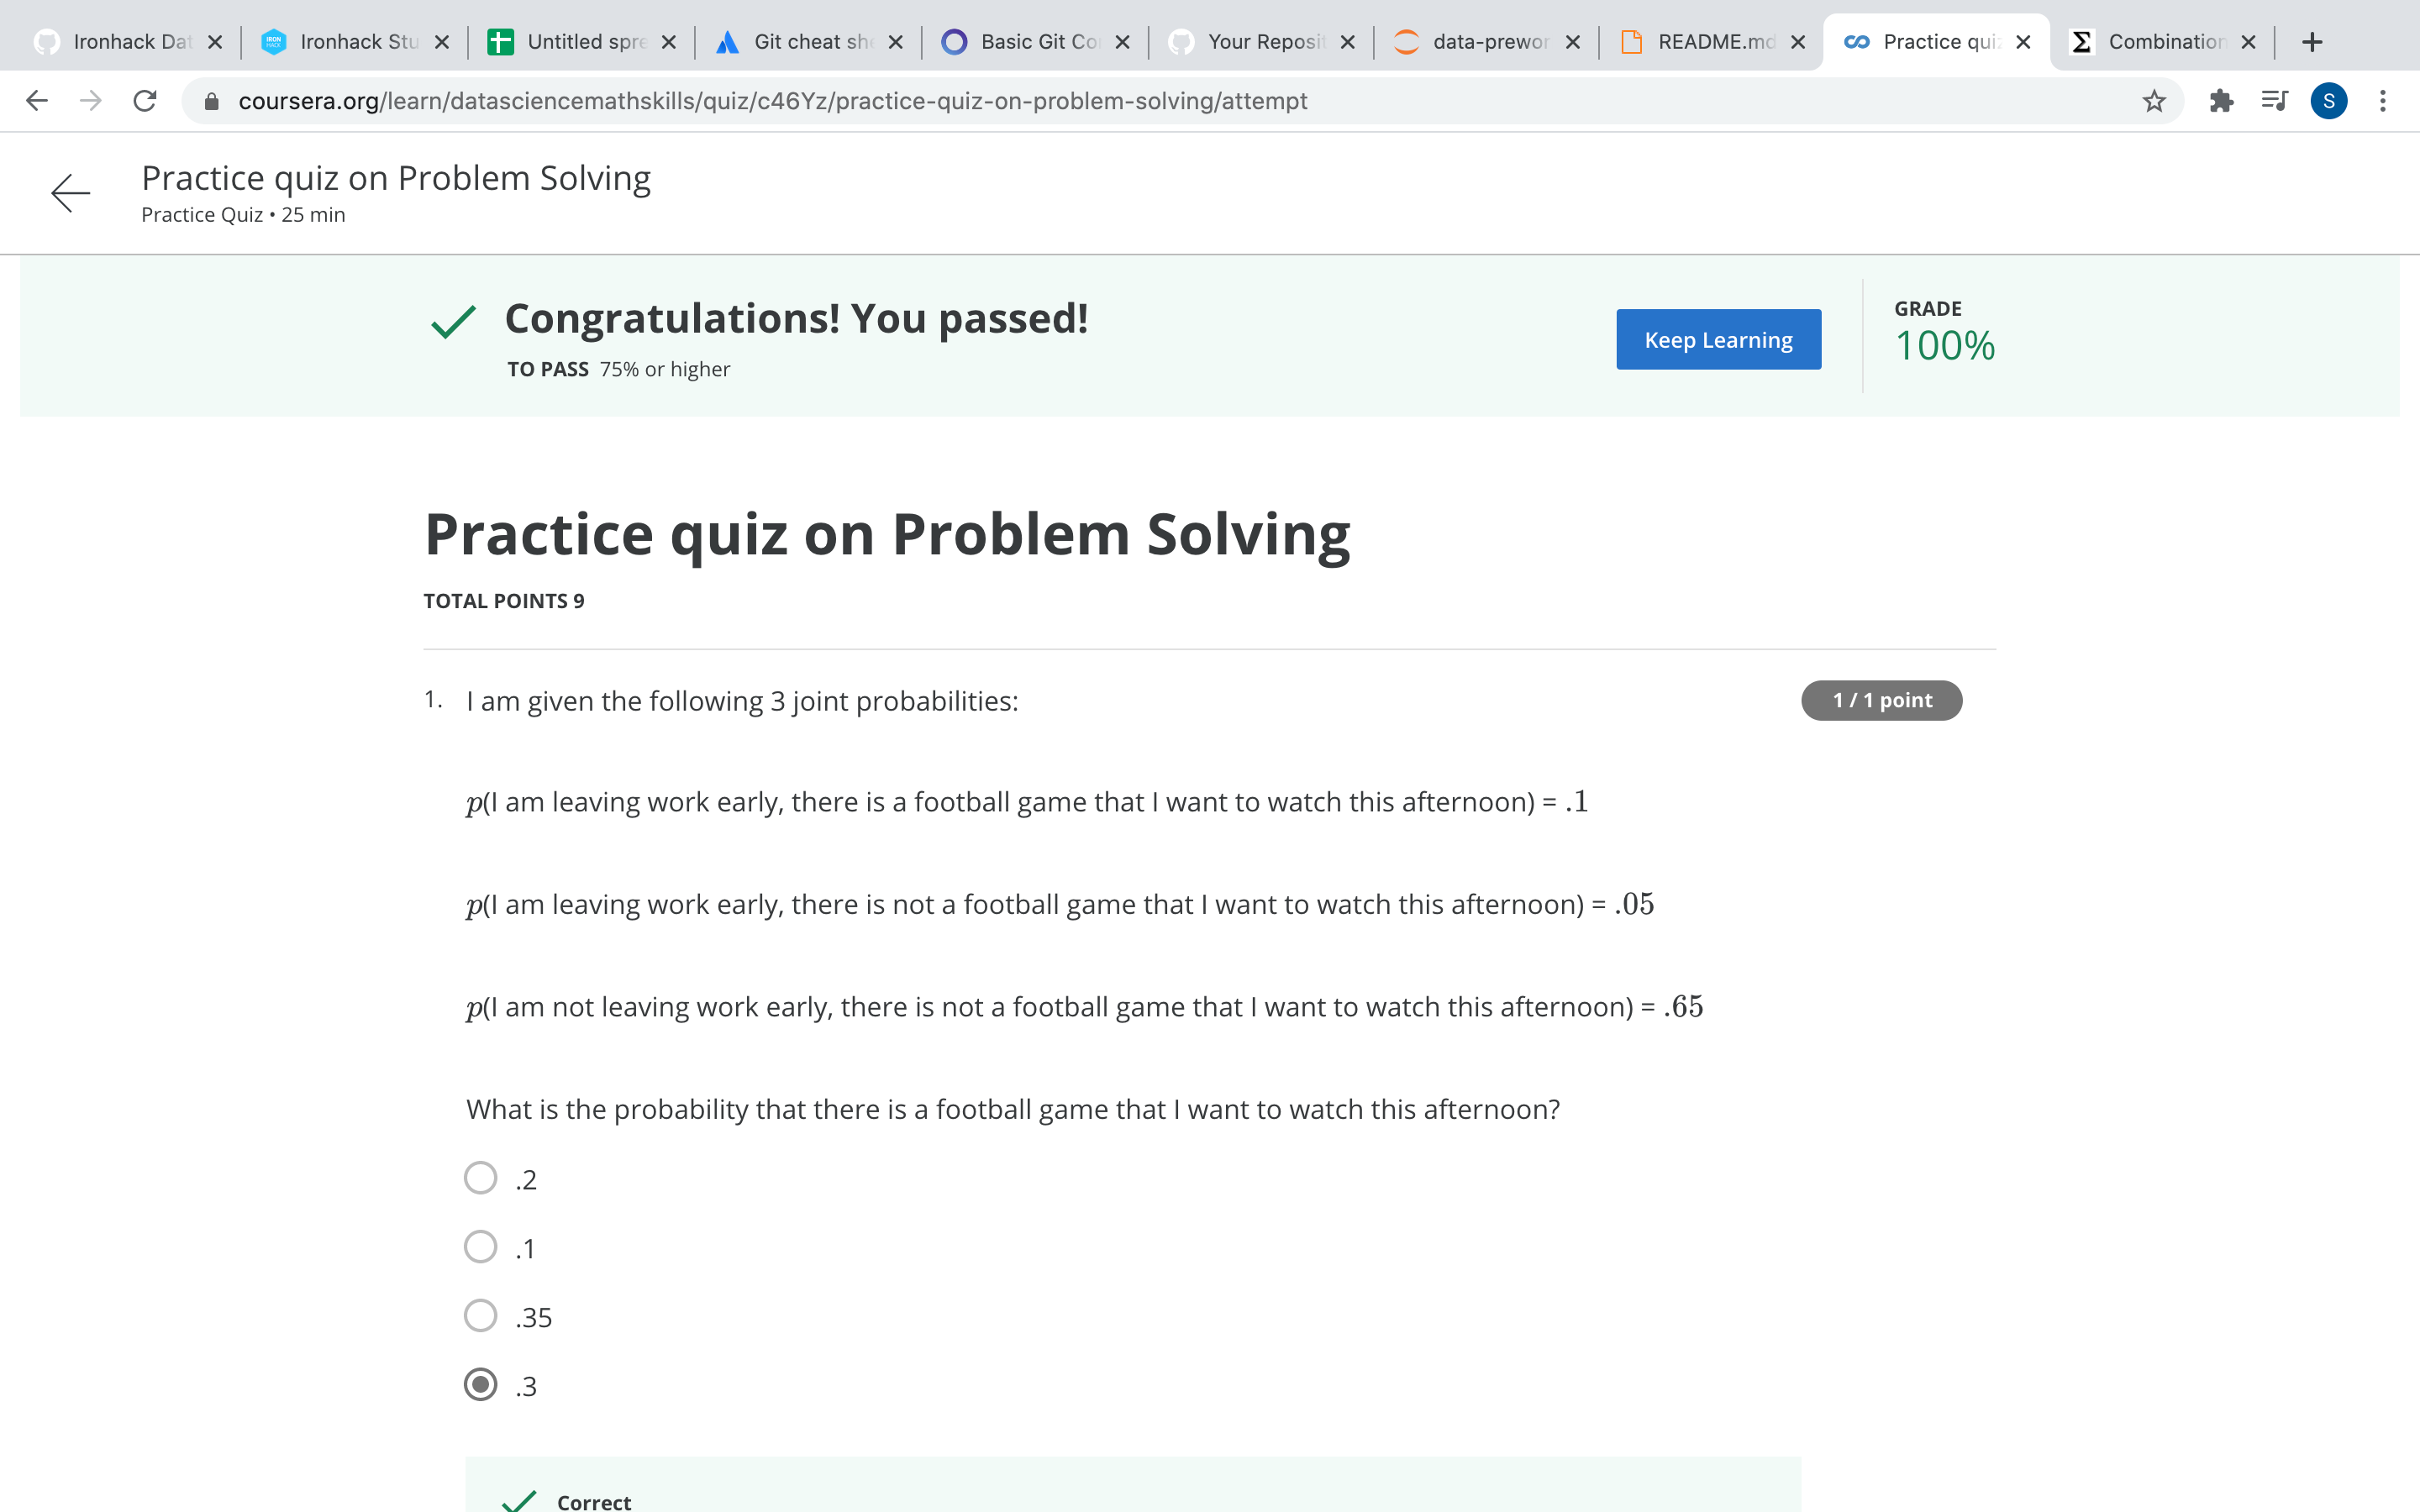 Ironhack Dat
Ironhack Stu
Untitled spre
Git cheat she
Basic Git Co
Your Reposit
data-prewor
README.md
Practice qui
Combination
coursera.org/learn/datasciencemathskills/quiz/c46Yz/practice-quiz-on-problem-solving/attempt
S
Practice quiz on Problem Solving
Practice Quiz • 25 min
Congratulations! You passed!
TO PASS 75% or higher
Keep Learning
GRADE
100%
Practice quiz on Problem Solving
TOTAL POINTS 9
1. I am given the following 3 joint probabilities:
1 / 1 point
p(I am leaving work early, there is a football game that I want to watch this afternoon) = .1
p(I am leaving work early, there is not a football game that I want to watch this afternoon) = .05
p(I am not leaving work early, there is not a football game that I want to watch this afternoon) = .65
What is the probability that there is a football game that I want to watch this afternoon?
.2
.1
.35
.3
Correct